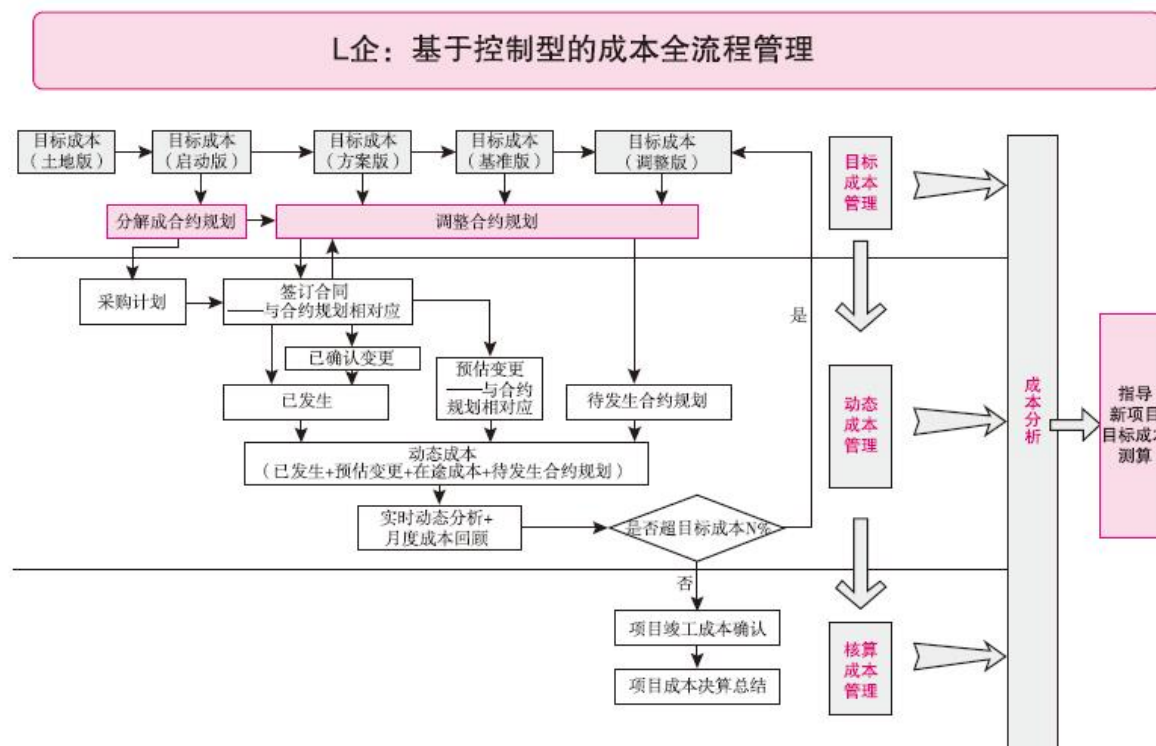 L企：基于控制型的成本全流程管理
目标成本
（土地版）
目标成本
（启动版）
目标成本
（方案版）
目标成本
（基准版）
目标成本
（调整版）
目标
成本
管理
分解成合约规划
调整合约规划
采购计划
签订合同
——与合约规划相对应
是
已确认变更
预估变更
——与合约
规划相对应
已发生
待发生合约规划
动态
成本
管理
成本分析
指导
新项目
目标成本
测算
动态成本
（已发生+预估变更+在途成本+待发生合约规划）
实时动态分析+
月度成本回顾
是否超目标成本N%
否
项目竣工成本确认
项目成本决算总结
核算
成本
管理